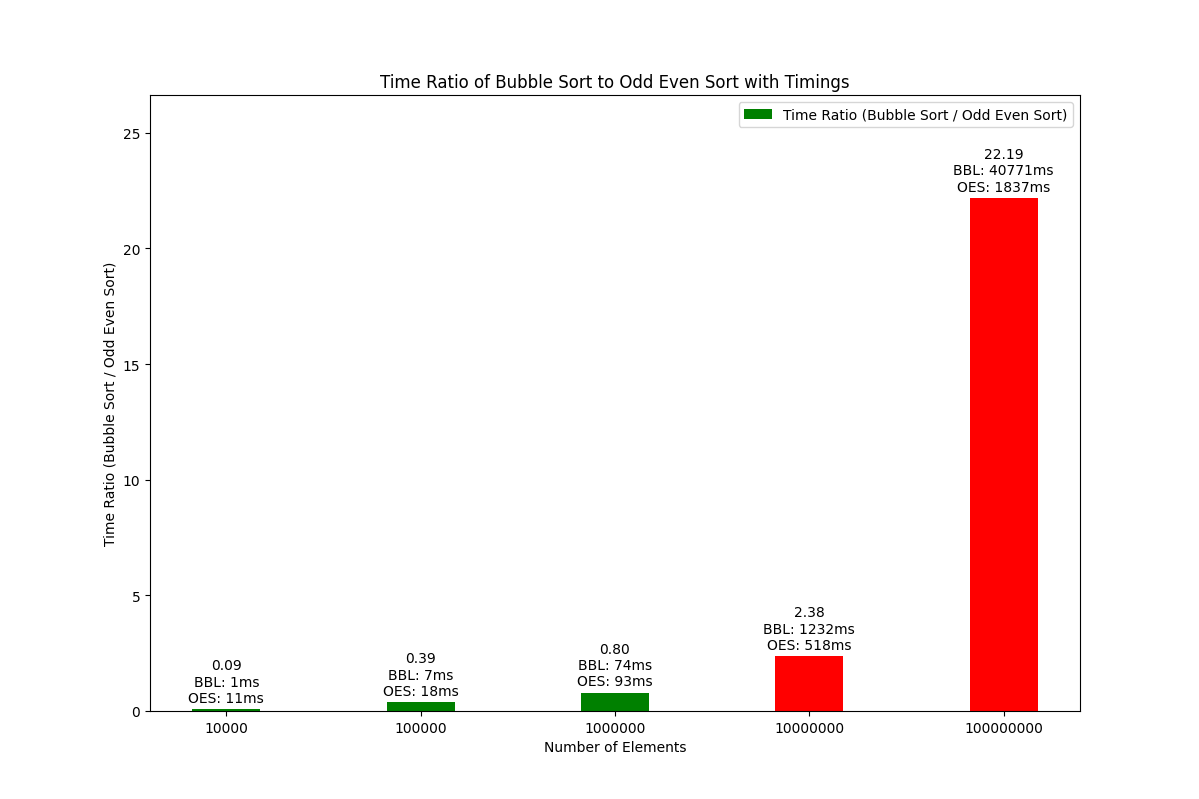 Time Ratio of Bubble Sort to Odd Even Sort with Timings
Time Ratio (Bubble Sort / Odd Even Sort)
Time Ratio (Bubble Sort / Odd Even Sort)
25
20
15
10
5
0
0.09
BBL: 1ms
OES: 11ms
0.39
BBL: 7ms
OES: 18ms
0.80
BBL: 74ms
OES: 93ms
2.38
BBL: 1232ms
OES: 518ms
22.19
BBL: 40771ms
OES: 1837ms
10000
100000
1000000
10000000
100000000
Number of Elements